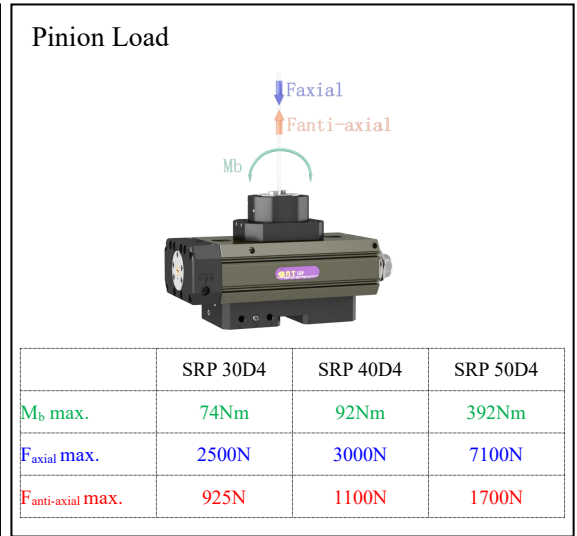 Pinion Load
Faxial
Fanti-axial
Mb
SRP 30D4 SRP 40D4 SRP 50D4
Mb max. 74Nm 92Nm 392Nm
Faxial max. 2500N 3000N 7100N
Fanti-axial max. 925N 1100N 1700N